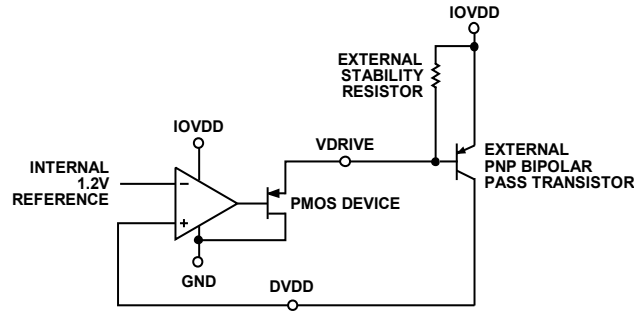 IOVDD
EXTERNAL
STABILITY
RESISTOR
IOVDD
VDRIVE
EXTERNAL
PNP BIPOLAR
PASS TRANSISTOR
INTERNAL
1.2V
REFERENCE
−
+
PMOS DEVICE
GND
DVDD